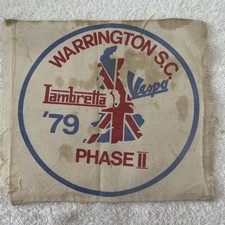 WARRINGTON S.C.
Lambretta Vespa
'79
PHASE II